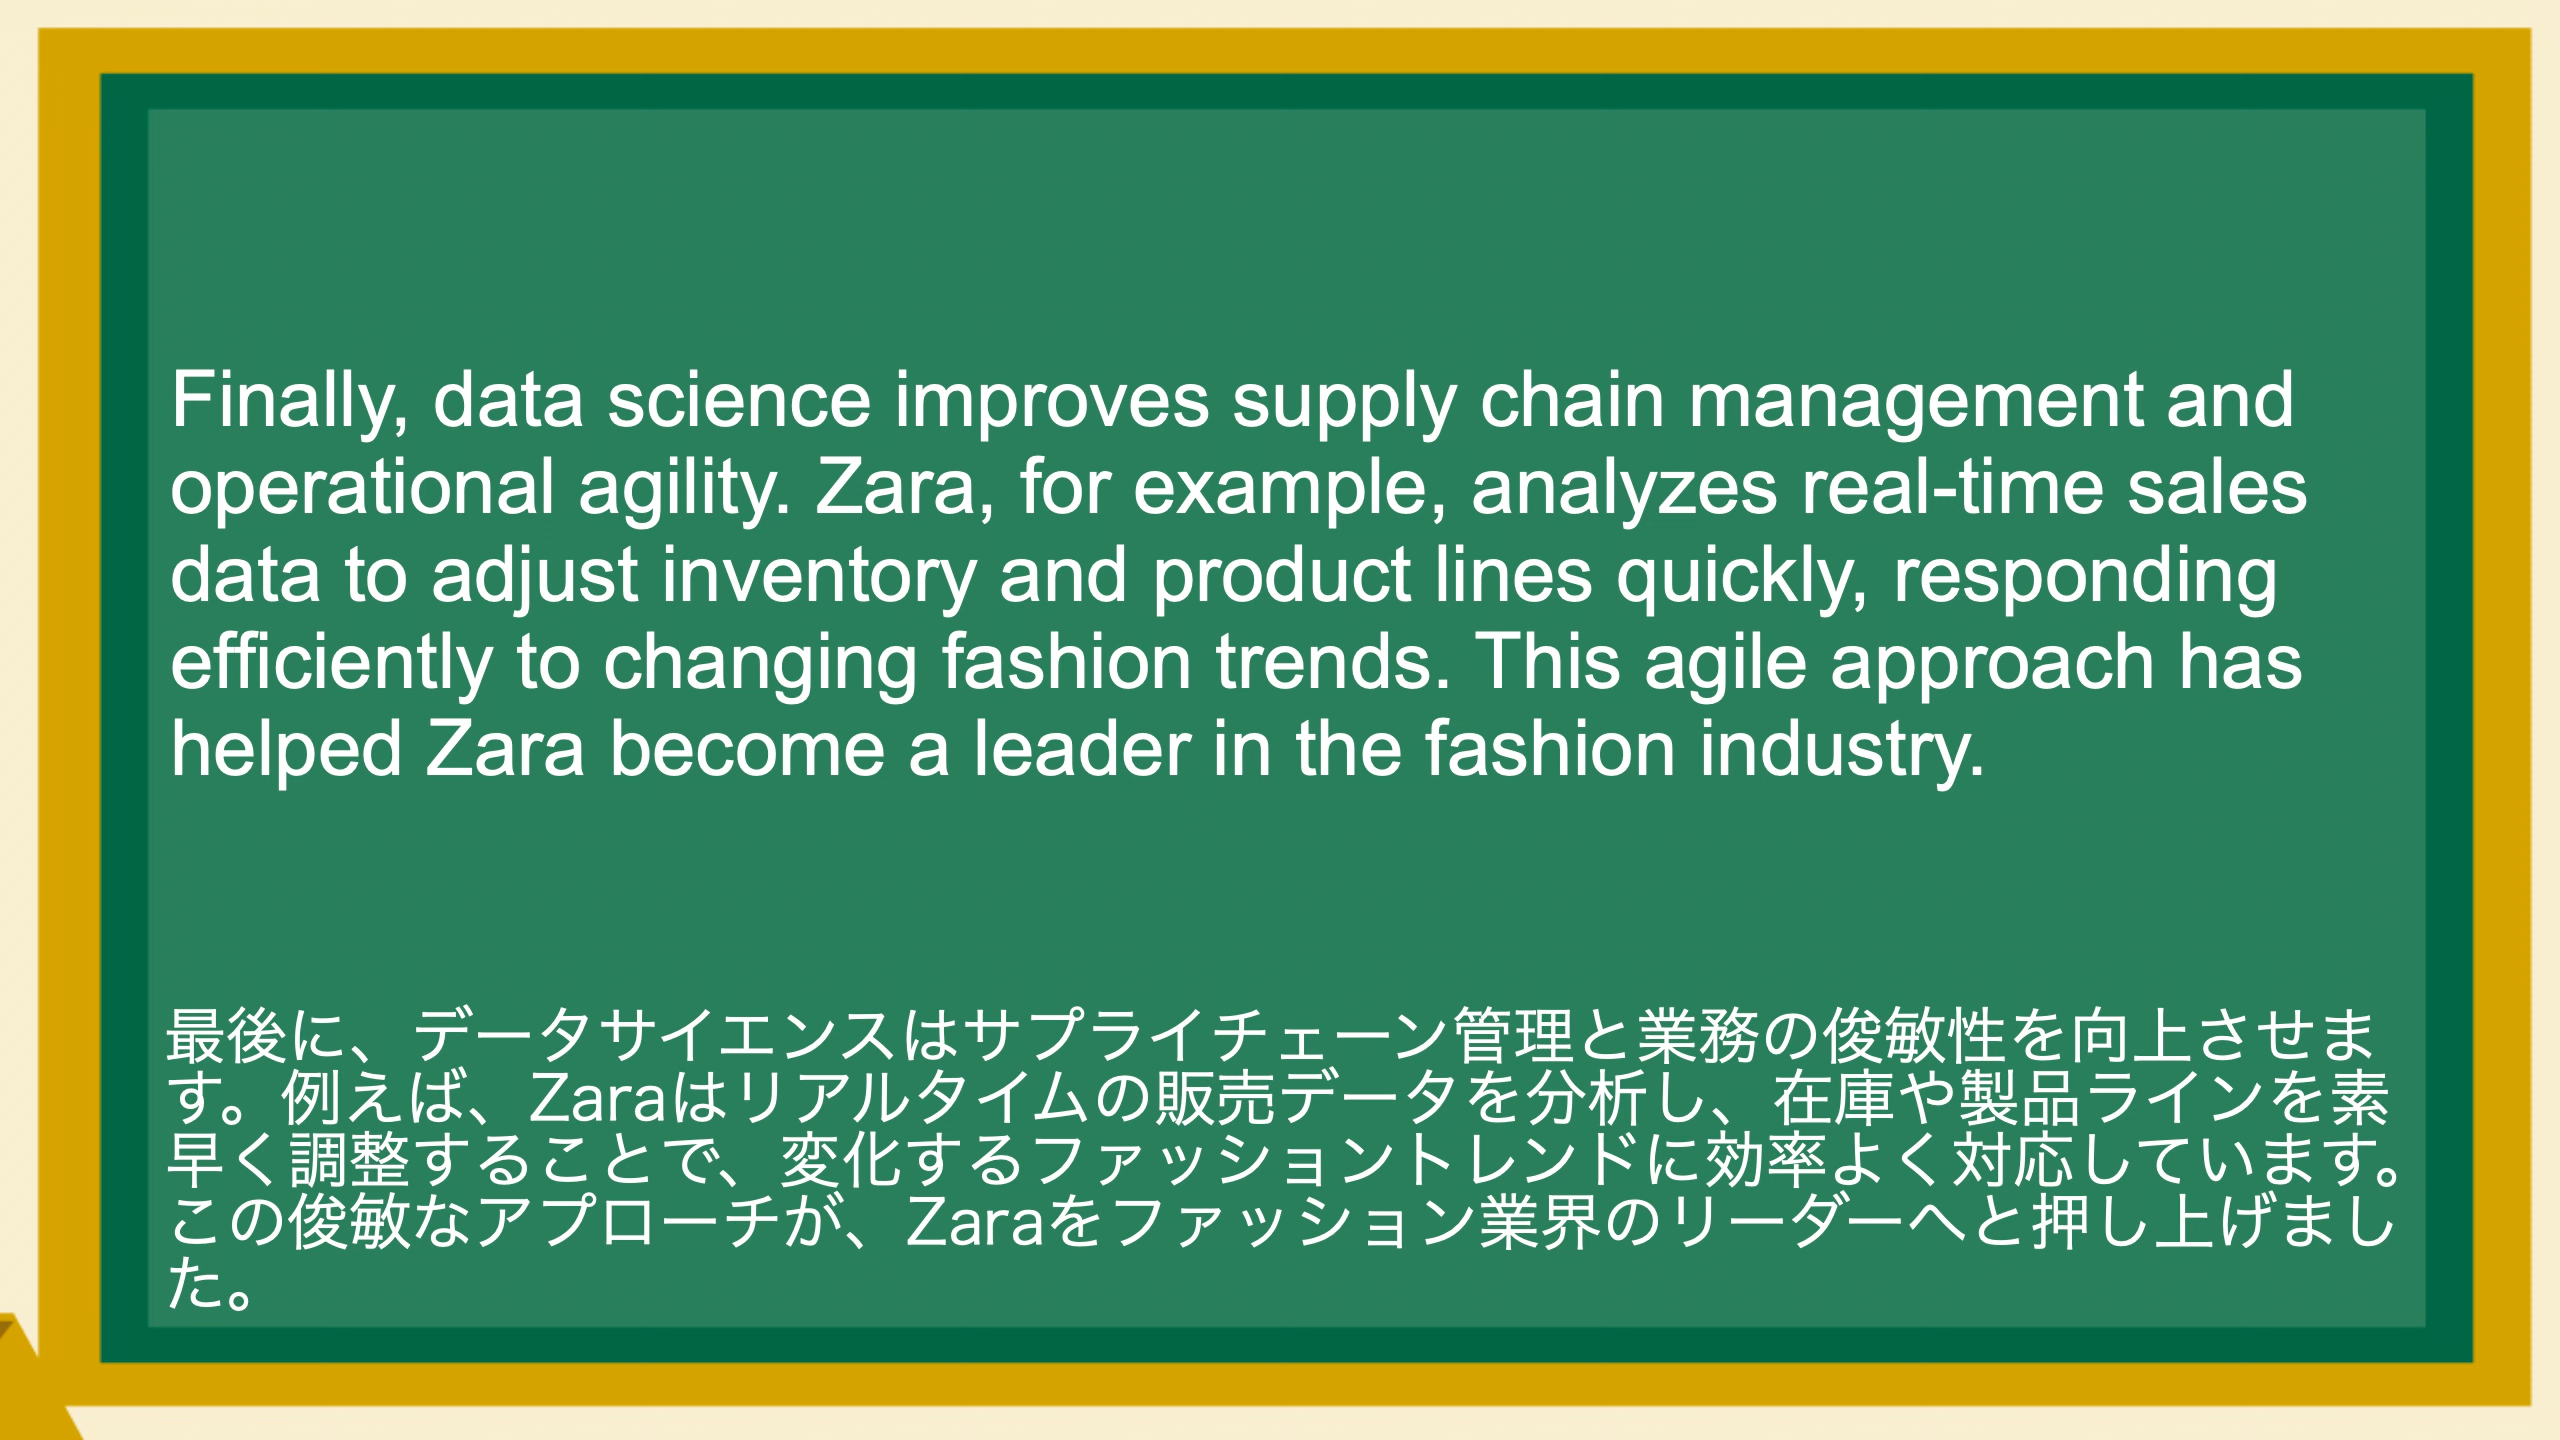 Finally, data science improves supply chain management and
operational agility. Zara, for example, analyzes real-time sales
data to adjust inventory and product lines quickly, responding
efficiently to changing fashion trends. This agile approach has
helped Zara become a leader in the fashion industry.
最後に、データサイエンスはサプライチェーン管理と業務の俊敏性を向上させま
す。例えば、Zaraはリアルタイムの販売データを分析し、在庫や製品ラインを素
早く調整することで、変化するファッショントレンドに効率よく対応しています。
この俊敏なアプローチが、Zaraをファッション業界のリーダーへと押し上げまし
た。